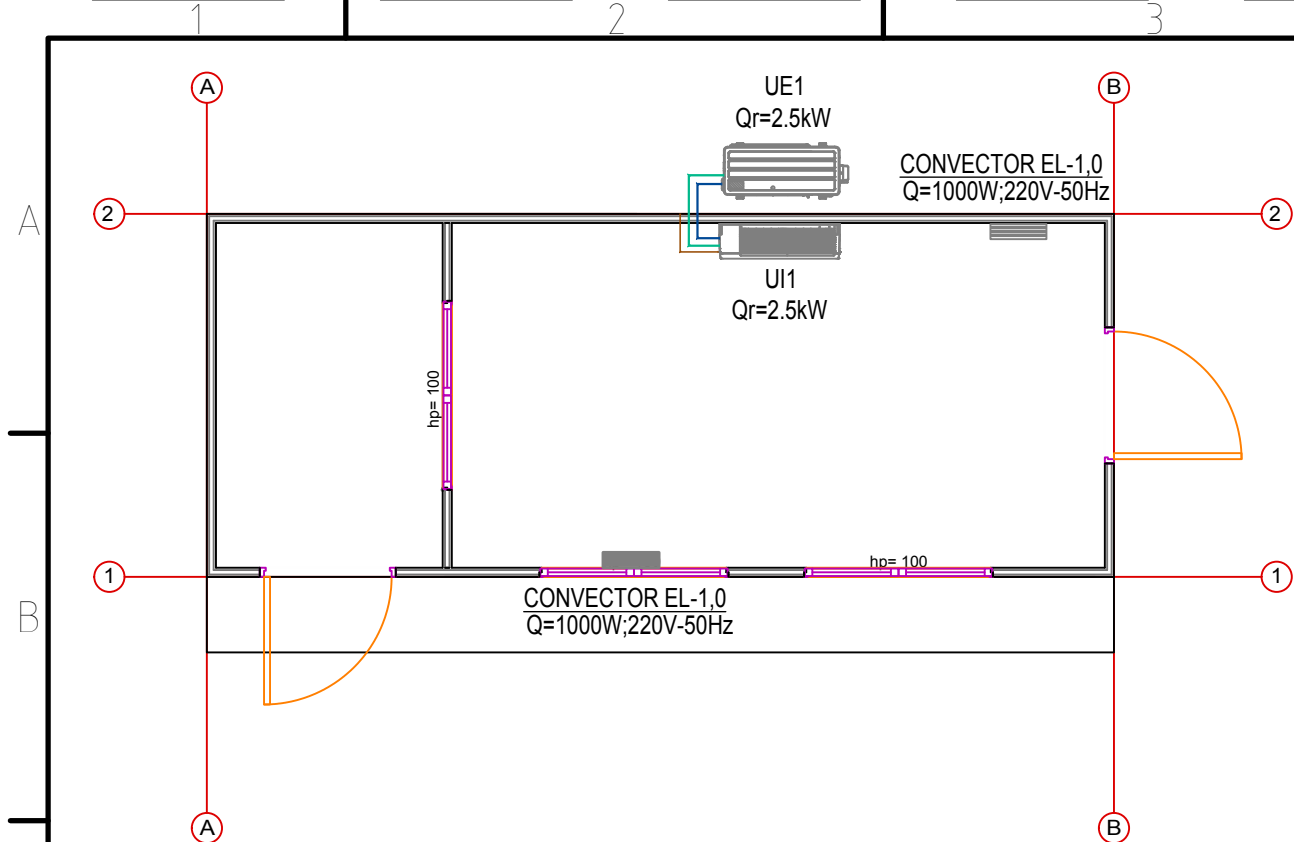 1
2
3
A
B
UE1
Qr=2.5kW
CONVECTOR EL-1,0
Q=1000W;220V-50Hz
A
2
2
UI1
Qr=2.5kW
hp= 100
hp= 100
1
1
CONVECTOR EL-1,0
Q=1000W;220V-50Hz
B
A
B